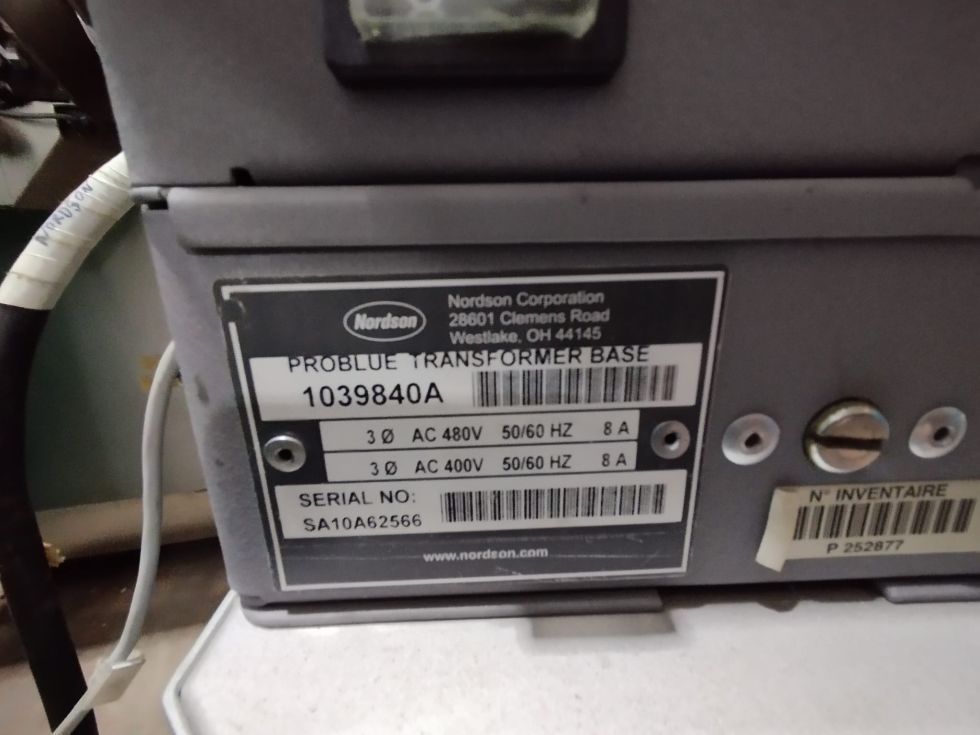 NORDSON
Nordson
Nordson Corporation
28601 Clemens Road
Westlake, OH 44145
PROBLUE TRANSFORMER BASE
1039840A
3 Ø AC 480V 50/60 HZ 8 A
3 Ø AC 400V 50/60 HZ 8 A
SERIAL NO:
SA10A62566
www.nordson.com
N° INVENTAIRE
P 252877